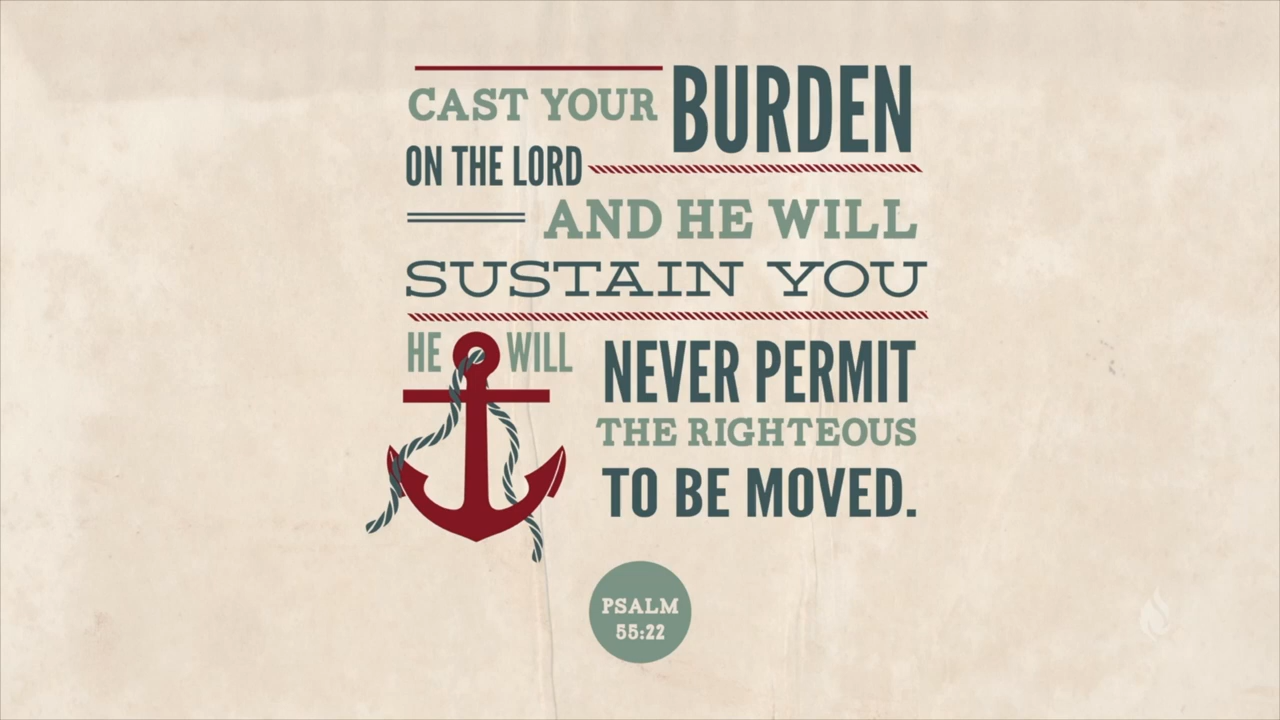 CAST YOUR BURDEN
ON THE LORD
AND HE WILL
SUSTAIN YOU
HE WILL NEVER PERMIT
THE RIGHTEOUS
TO BE MOVED.
PSALM
55:22